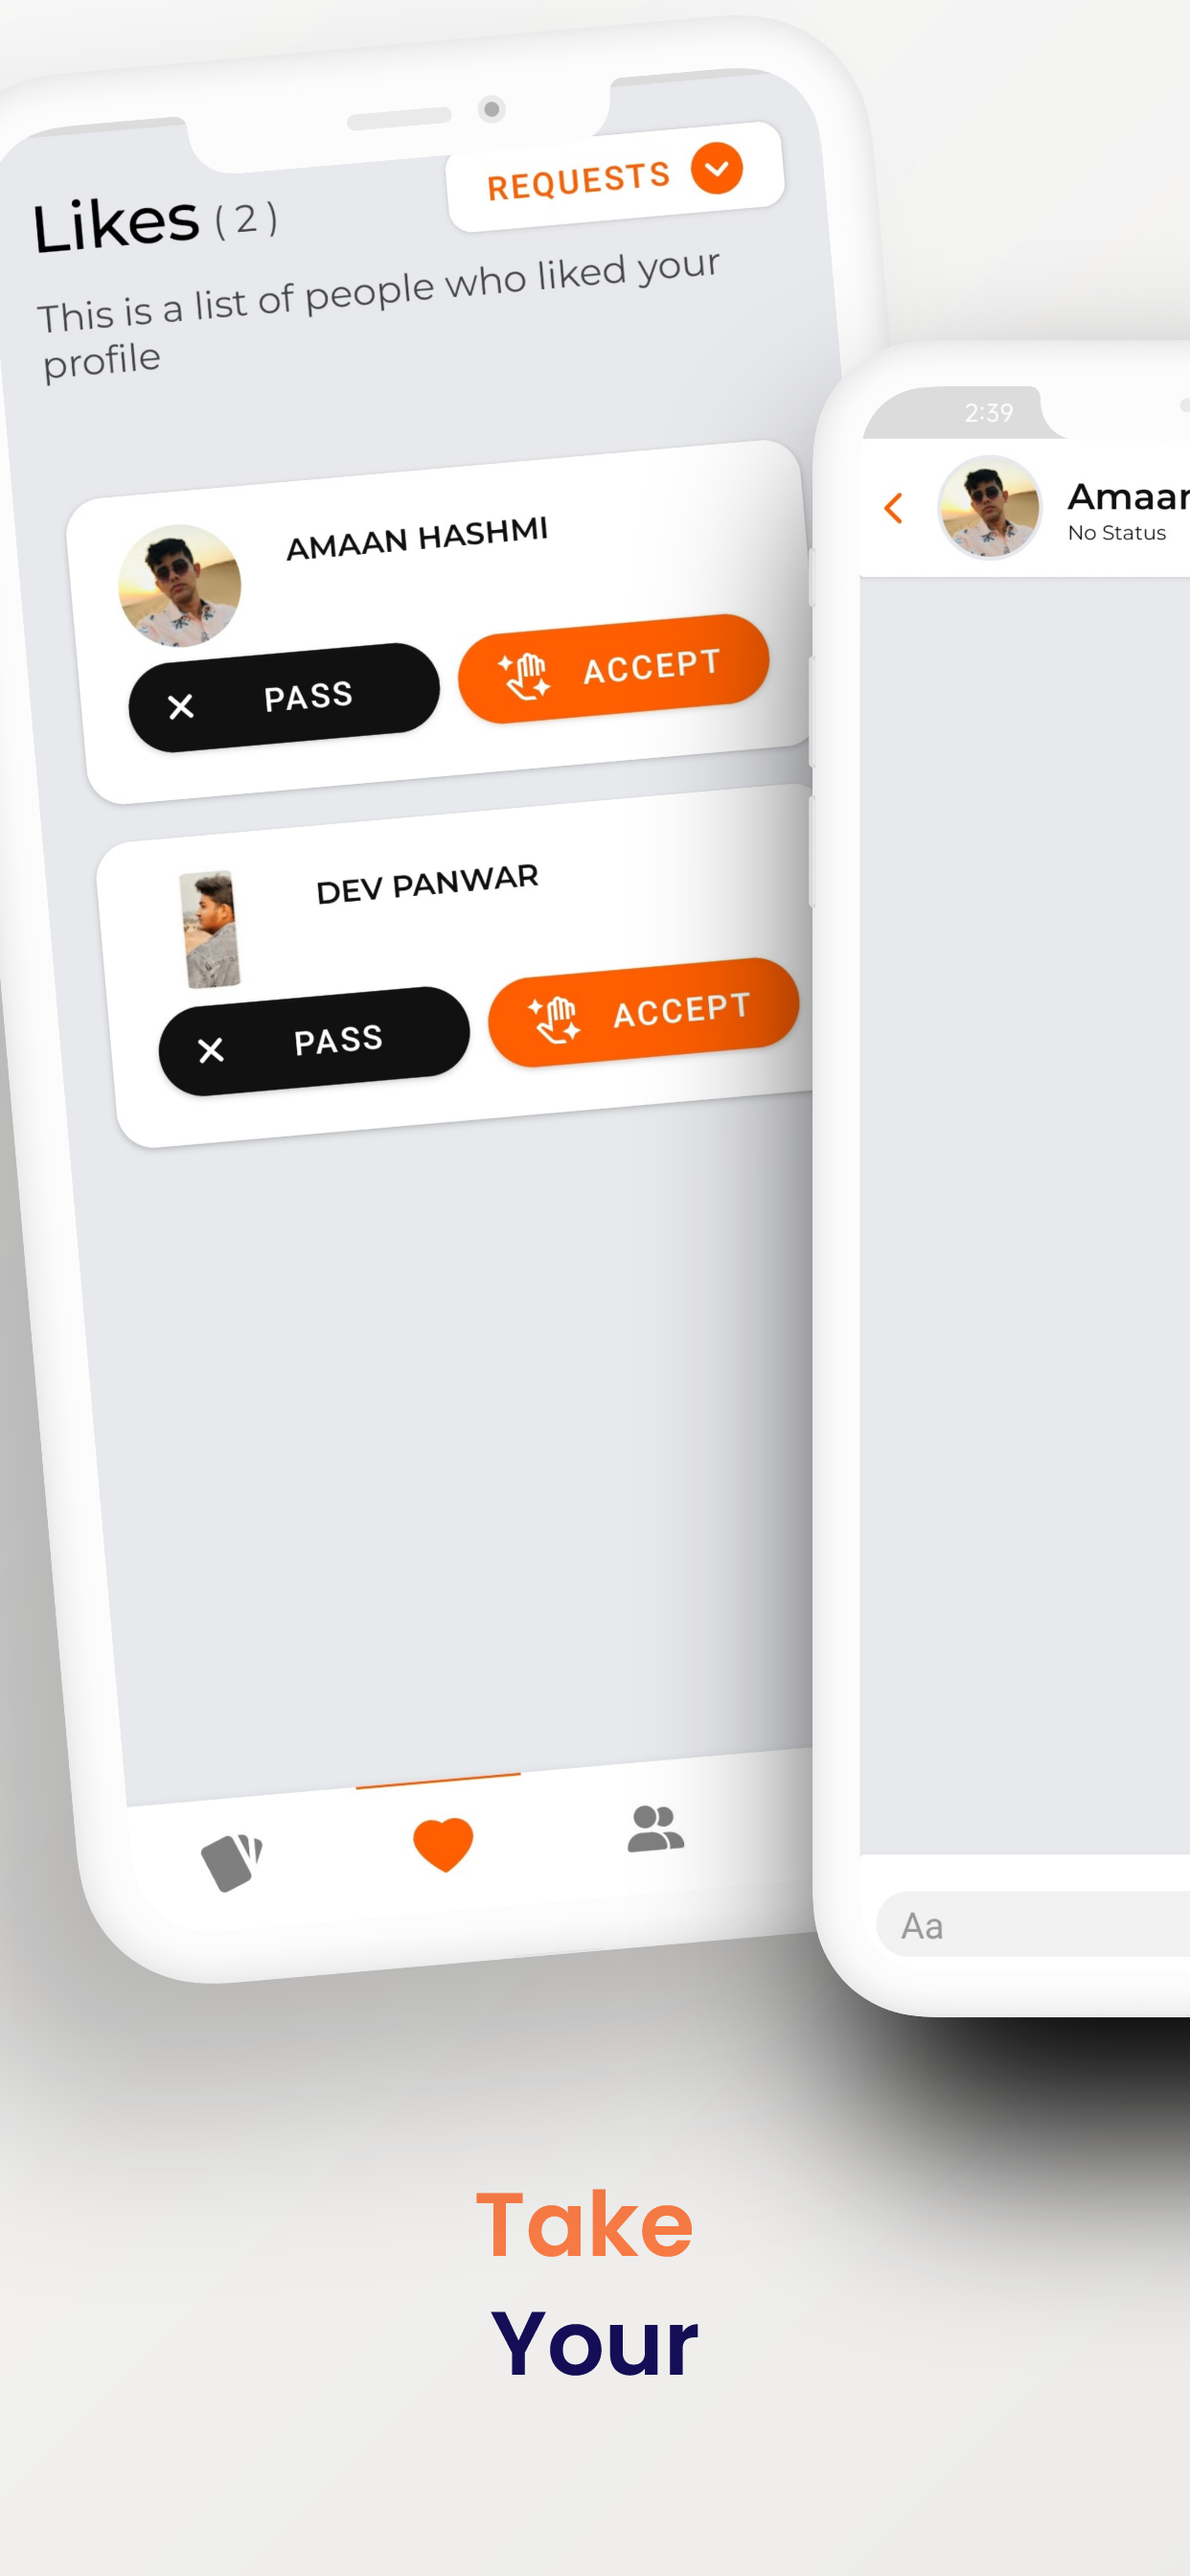 REQUESTS
Likes ( 2 )
This is a list of people who liked your
profile
AMAAN HASHMI
PASS
ACCEPT
DEV PANWAR
PASS
ACCEPT
2:39
Amaan
No Status
Aa
Take
Your